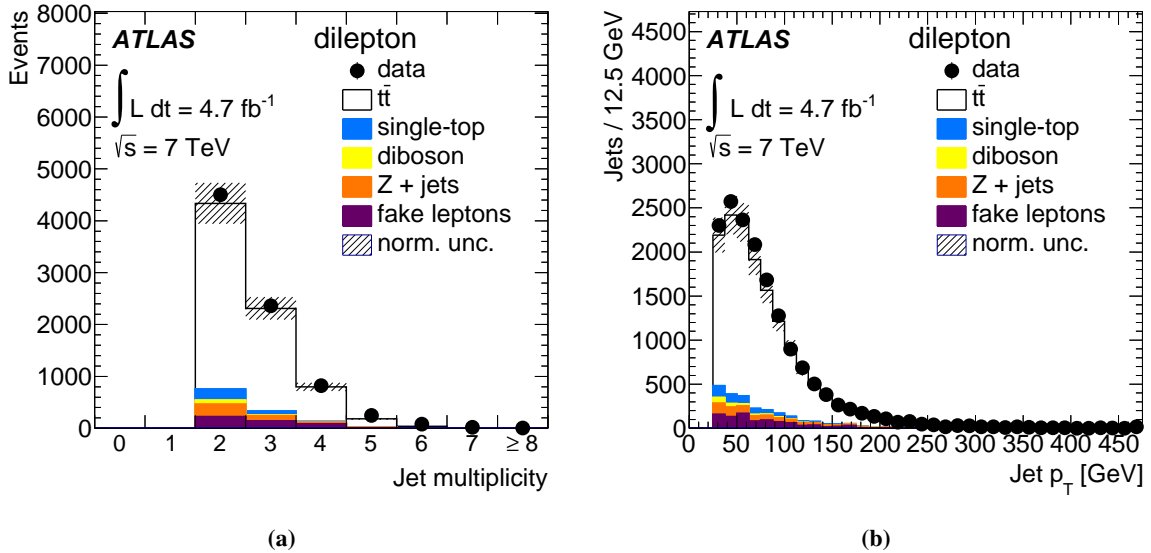 Events
8000
7000
6000
5000
4000
3000
2000
1000
0
ATLAS dilepton
∫ L dt = 4.7 fb⁻¹
√s = 7 TeV
data
tt̄
single-top
diboson
Z + jets
fake leptons
norm. unc.
0 1 2 3 4 5 6 7 ≥ 8
Jet multiplicity
(a)
Jets / 12.5 GeV
4500
4000
3500
3000
2500
2000
1500
1000
500
0
ATLAS dilepton
∫ L dt = 4.7 fb⁻¹
√s = 7 TeV
data
tt̄
single-top
diboson
Z + jets
fake leptons
norm. unc.
0 50 100 150 200 250 300 350 400 450
Jet p_T [GeV]
(b)